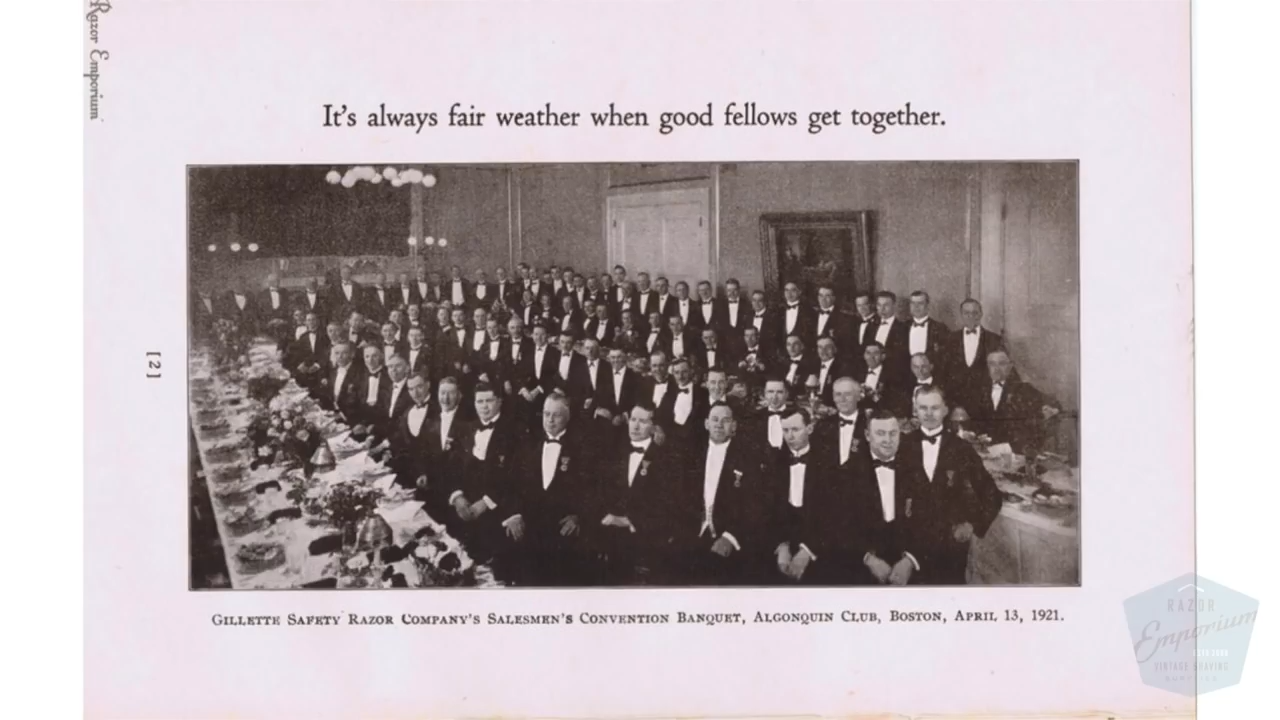 Razor Emporium
It's always fair weather when good fellows get together.
[2]
Gillette Safety Razor Company's Salesmen's Convention Banquet, Algonquin Club, Boston, April 13, 1921.
RAZOR
Emporium
VINTAGE SHAVING